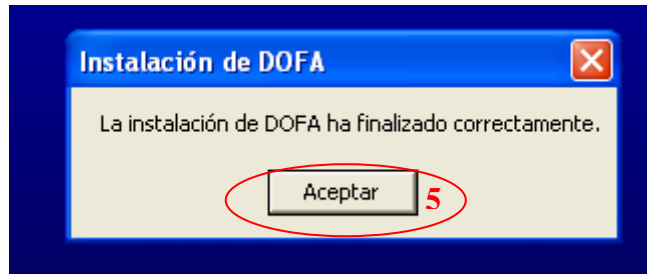 Instalación de DOFA
La instalación de DOFA ha finalizado correctamente.
Aceptar 5